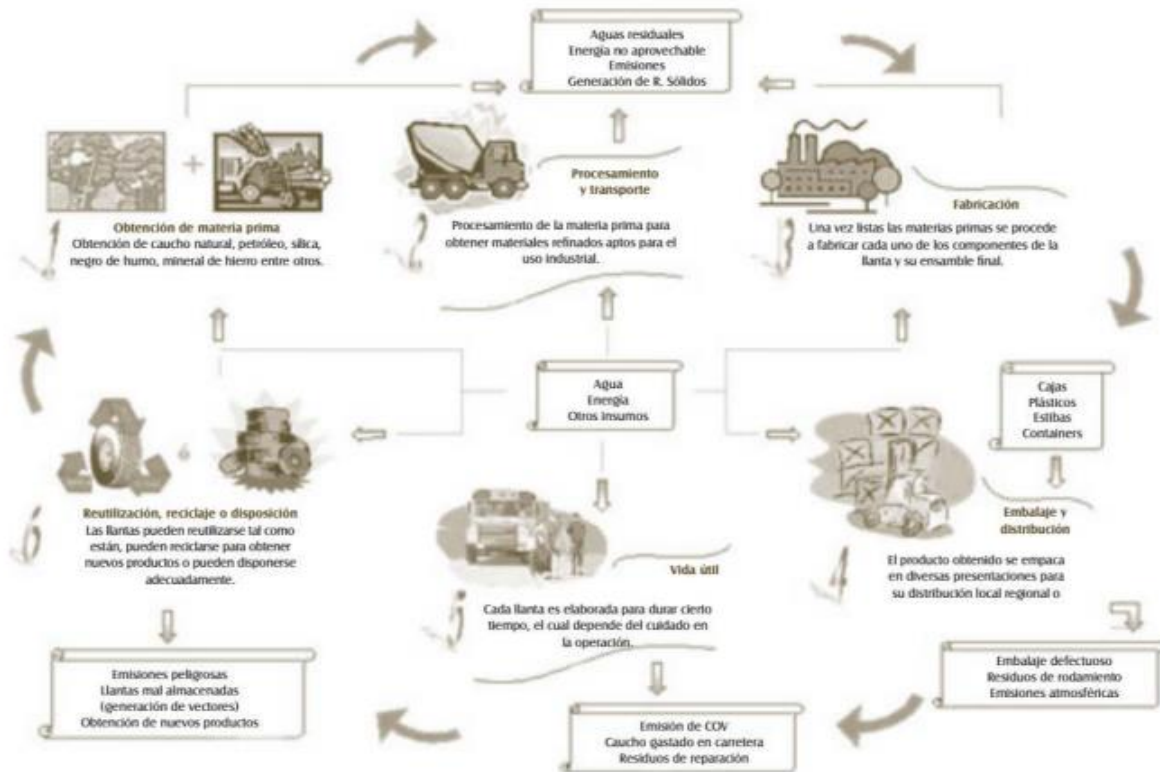 Aguas residuales
Energía no aprovechable
Emisiones
Generación de R. Sólidos
Obtención de materia prima
Obtención de caucho natural, petróleo, sílica,
negro de humo, mineral de hierro entre otros.
Procesamiento
y transporte
Procesamiento de la materia prima para
obtener materiales refinados aptos para el
uso industrial.
Fabricación
Una vez listas las materias primas se procede
a fabricar cada uno de los componentes de la
llanta y su ensamble final.
Agua
Energía
Otros Insumos
Cajas
Plásticos
Estibas
Containers
Reutilización, reciclaje o disposición
Las llantas pueden reutilizarse tal como
están, pueden reciclarse para obtener
nuevos productos o pueden disponerse
adecuadamente.
Vida útil
Cada llanta es elaborada para durar cierto
tiempo, el cual depende del cuidado en
la operación.
Embalaje y
distribución
El producto obtenido se empaca
en diversas presentaciones para
su distribución local regional o
Emisiones peligrosas
Llantas mal almacenadas
(generación de vectores)
Obtención de nuevos productos
Emisión de COV
Caucho gastado en carretera
Residuos de reparación
Embalaje defectuoso
Residuos de rodamiento
Emisiones atmosféricas